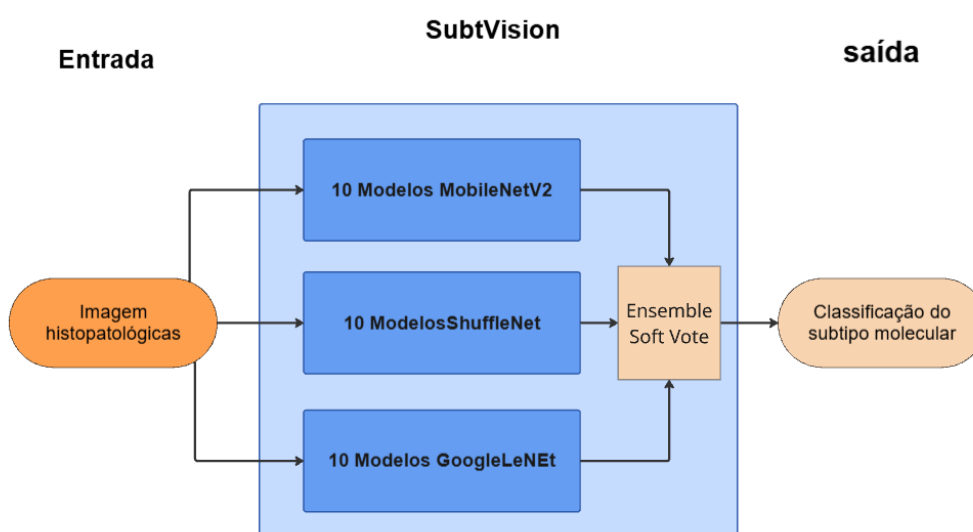 SubtVision
Entrada
saída
10 Modelos MobileNetV2
Imagem
histopatológicas
10 ModelosShuffleNet
Ensemble
Soft Vote
Classificação do
subtipo molecular
10 Modelos GoogleLeNEt